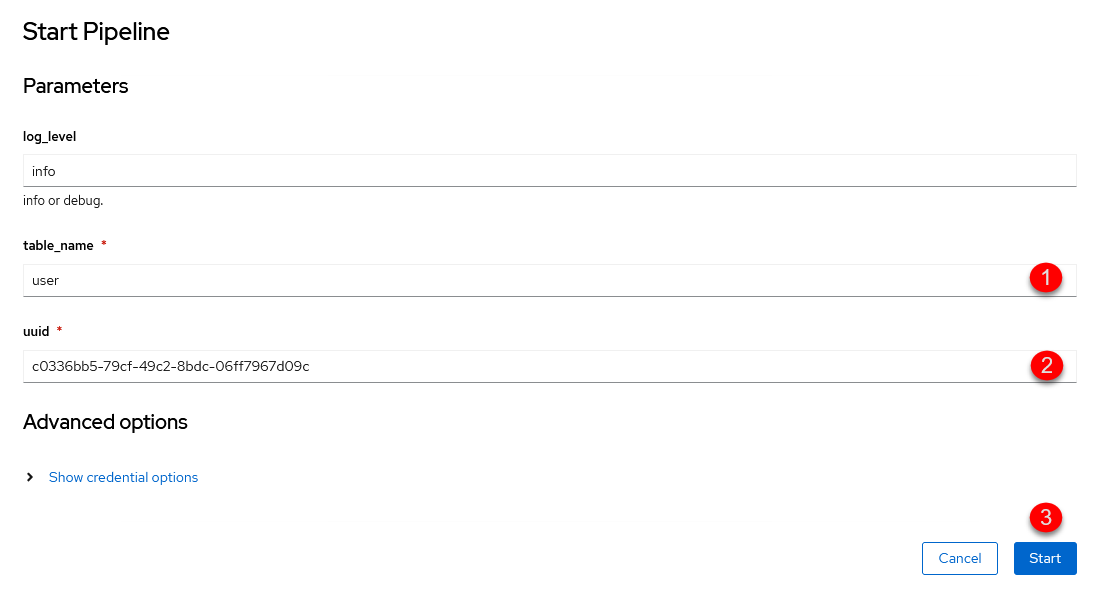 Start Pipeline
Parameters
log_level
info
info or debug.
table_name *
user
1
uuid *
c0336bb5-79cf-49c2-8bdc-06ff7967d09c
2
Advanced options
Show credential options
3
Cancel
Start